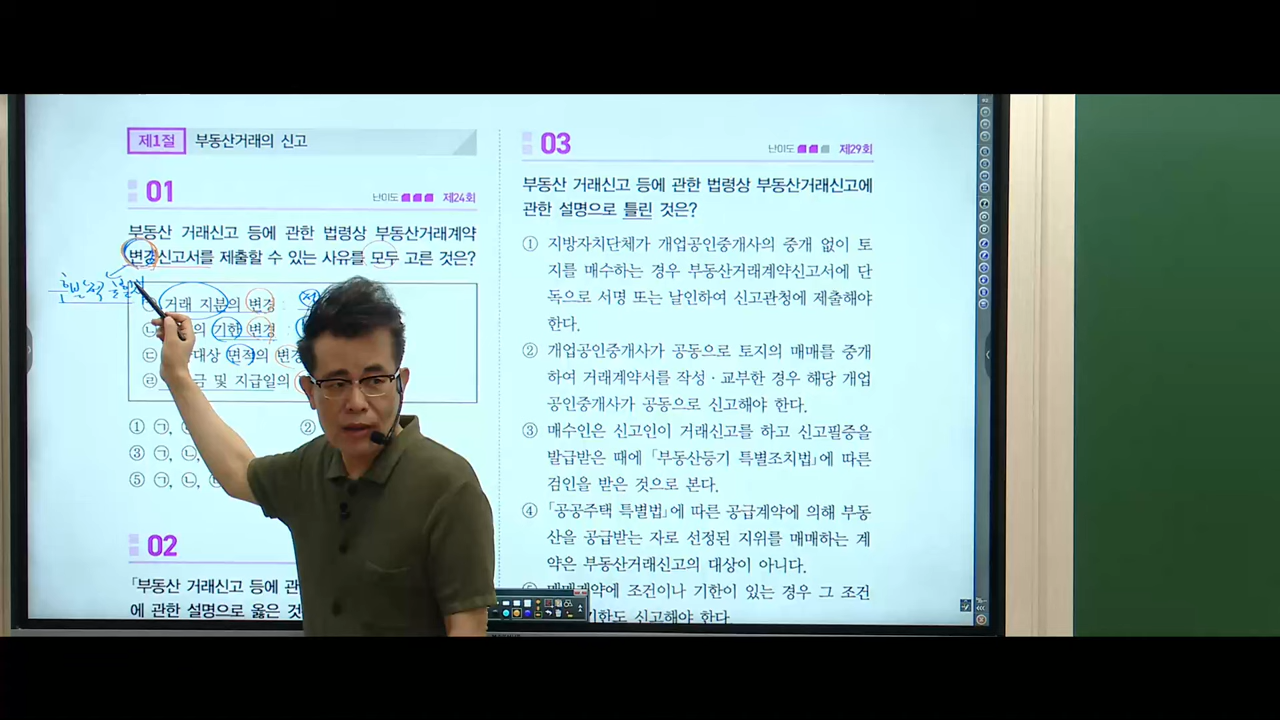 제1절 부동산거래의 신고
01
난이도 제24회
부동산 거래신고 등에 관한 법령상 부동산거래계약
변경신고서를 제출할 수 있는 사유를 모두 고른 것은?
거래 지분의 변경
㉡ 의 기한 변경
㉢ 대상 면적의 변경
㉣ 금 및 지급일의
① ㉠,
②
③ ㉠, ㉡,
⑤ ㉠, ㉡,
02
「부동산 거래신고 등에 관
에 관한 설명으로 옳은 것
03
난이도 제29회
부동산 거래신고 등에 관한 법령상 부동산거래신고에
관한 설명으로 틀린 것은?
① 지방자치단체가 개업공인중개사의 중개 없이 토
지를 매수하는 경우 부동산거래계약신고서에 단
독으로 서명 또는 날인하여 신고관청에 제출해야
한다.
② 개업공인중개사가 공동으로 토지의 매매를 중개
하여 거래계약서를 작성·교부한 경우 해당 개업
공인중개사가 공동으로 신고해야 한다.
③ 매수인은 신고인이 거래신고를 하고 신고필증을
발급받은 때에 「부동산등기 특별조치법」에 따른
검인을 받은 것으로 본다.
④ 「공공주택 특별법」에 따른 공급계약에 의해 부동
산을 공급받는 자로 선정된 지위를 매매하는 계
약은 부동산거래신고의 대상이 아니다.
⑤ 매매계약에 조건이나 기한이 있는 경우 그 조건
기한도 신고해야 한다.